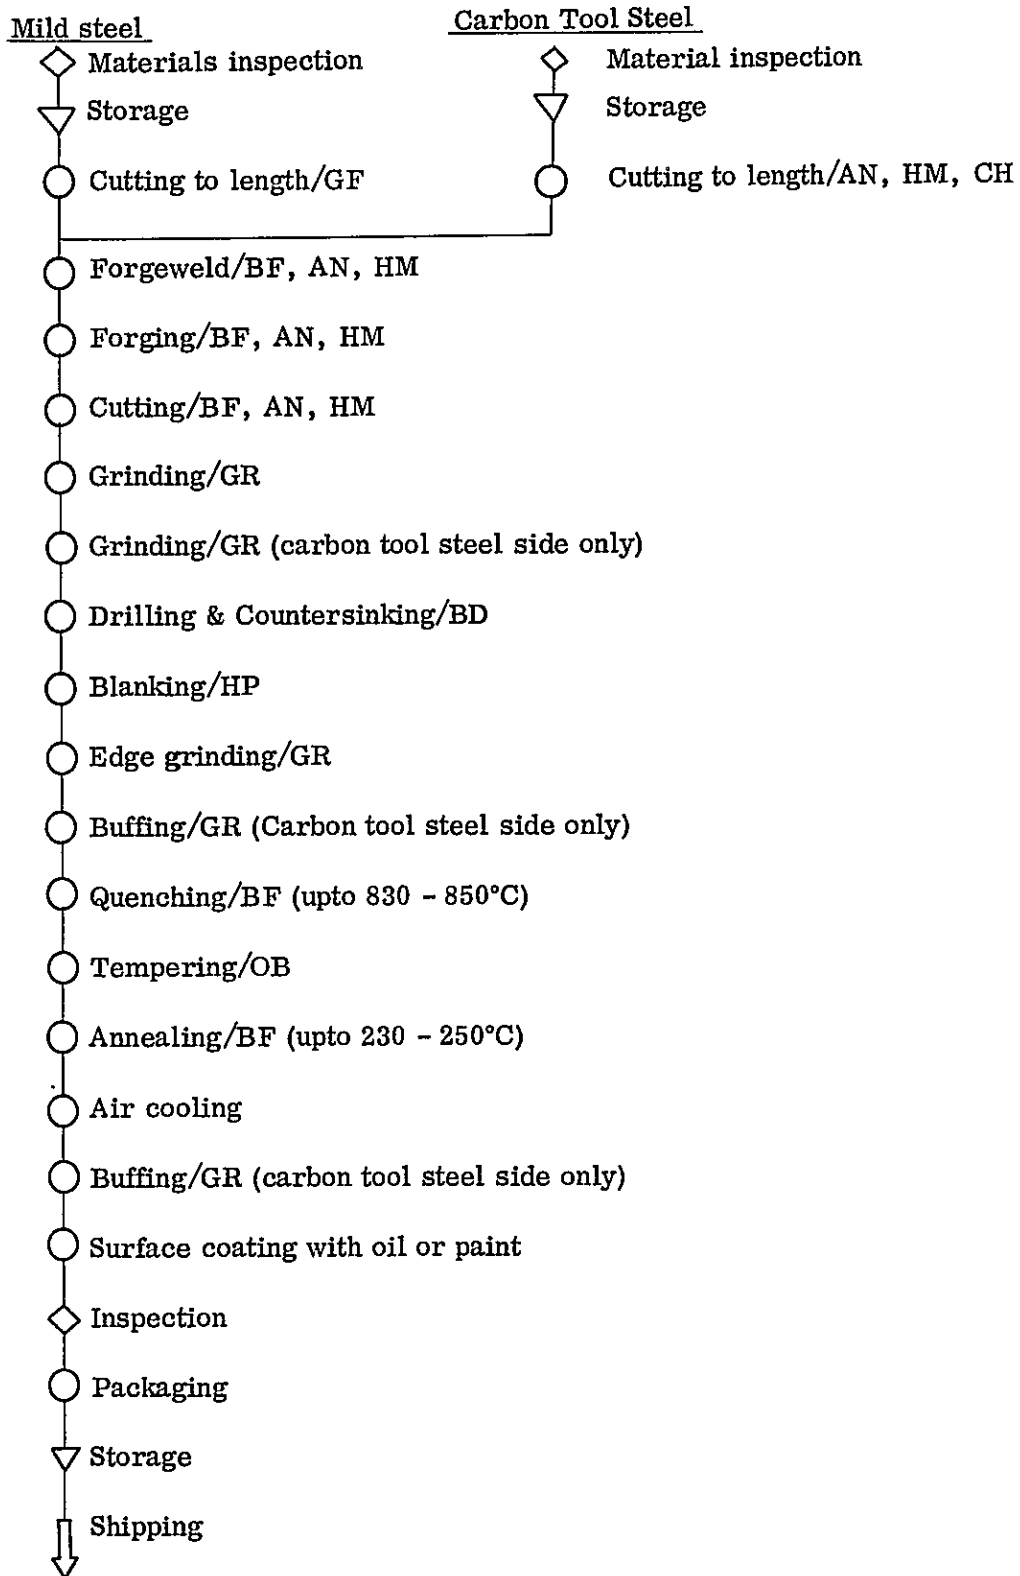 Mild steel
Carbon Tool Steel
Materials inspection
Material inspection
Storage
Storage
Cutting to length/GF
Cutting to length/AN, HM, CH
Forgeweld/BF, AN, HM
Forging/BF, AN, HM
Cutting/BF, AN, HM
Grinding/GR
Grinding/GR (carbon tool steel side only)
Drilling & Countersinking/BD
Blanking/HP
Edge grinding/GR
Buffing/GR (Carbon tool steel side only)
Quenching/BF (upto 830 - 850°C)
Tempering/OB
Annealing/BF (upto 230 - 250°C)
Air cooling
Buffing/GR (carbon tool steel side only)
Surface coating with oil or paint
Inspection
Packaging
Storage
Shipping